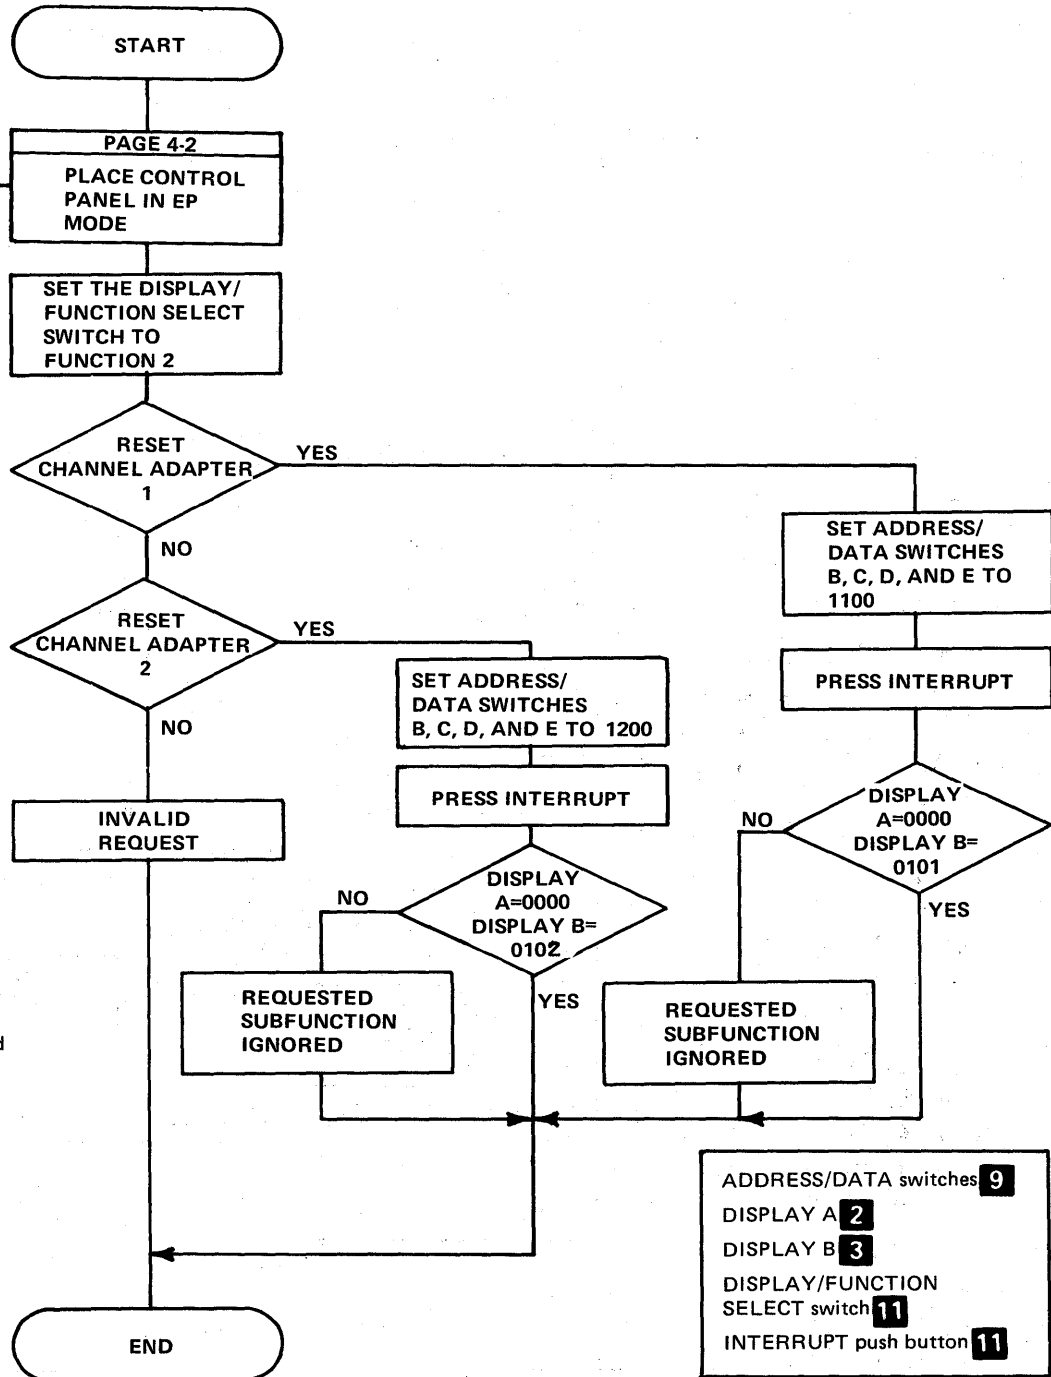 START
PAGE 4-2
PLACE CONTROL
PANEL IN EP
MODE
SET THE DISPLAY/
FUNCTION SELECT
SWITCH TO
FUNCTION 2
RESET
CHANNEL ADAPTER
1
YES
NO
SET ADDRESS/
DATA SWITCHES
B, C, D, AND E TO
1100
PRESS INTERRUPT
DISPLAY
A=0000
DISPLAY B=
0101
NO
YES
REQUESTED
SUBFUNCTION
IGNORED
RESET
CHANNEL ADAPTER
2
YES
NO
SET ADDRESS/
DATA SWITCHES
B, C, D, AND E TO 1200
PRESS INTERRUPT
DISPLAY
A=0000
DISPLAY B=
0102
NO
YES
REQUESTED
SUBFUNCTION
IGNORED
INVALID
REQUEST
d
END
ADDRESS/DATA switches 9
DISPLAY A 2
DISPLAY B 3
DISPLAY/FUNCTION
SELECT switch 11
INTERRUPT push button 11